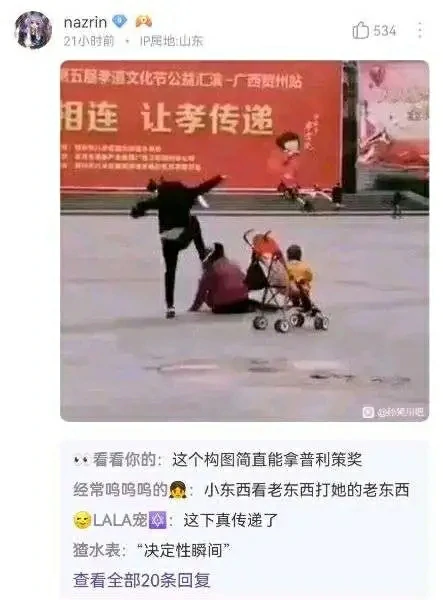 nazrin
21小时前 · IP属地:山东
534
第五届孝道文化节公益汇演-广西贺州站
相连 让孝传递
@孙笑川吧
看看你的：这个构图简直能拿普利策奖
经常呜呜呜的：小东西看老东西打她的老东西
LALA宠：这下真传递了
猹水表：“决定性瞬间”
查看全部20条回复